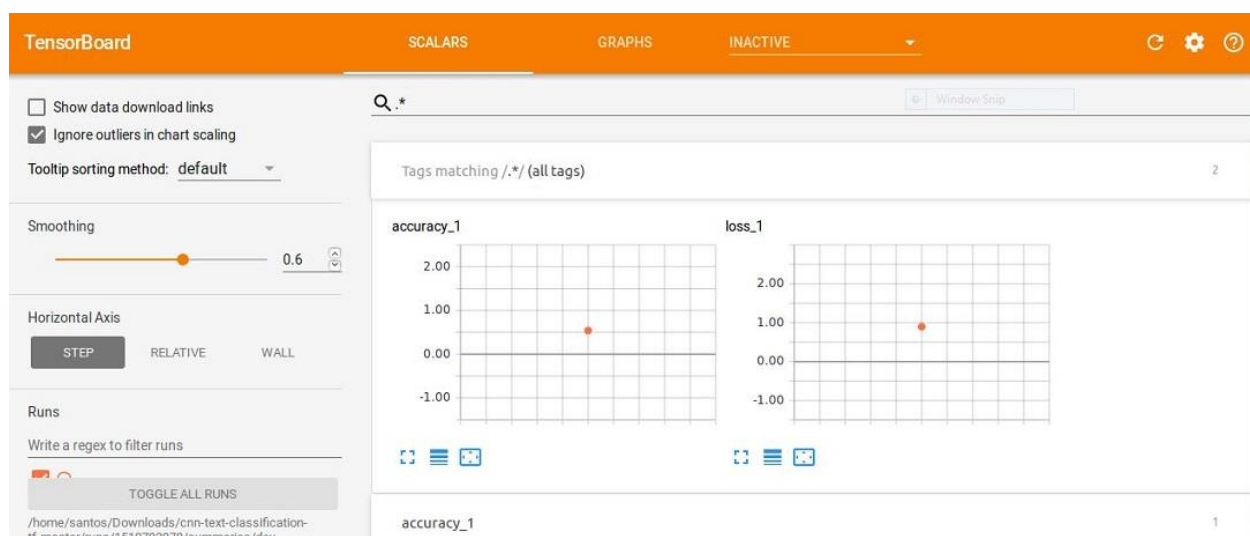 TensorBoard SCALARS GRAPHS INACTIVE
Show data download links
Ignore outliers in chart scaling
Tooltip sorting method: default
Smoothing
0.6
Horizontal Axis
STEP RELATIVE WALL
Runs
Write a regex to filter runs
TOGGLE ALL RUNS
/home/santos/Downloads/cnn-text-classification-
.*
Window Snip
Tags matching /.*/ (all tags) 2
accuracy_1
2.00
1.00
0.00
-1.00
loss_1
2.00
1.00
0.00
-1.00
accuracy_1 1